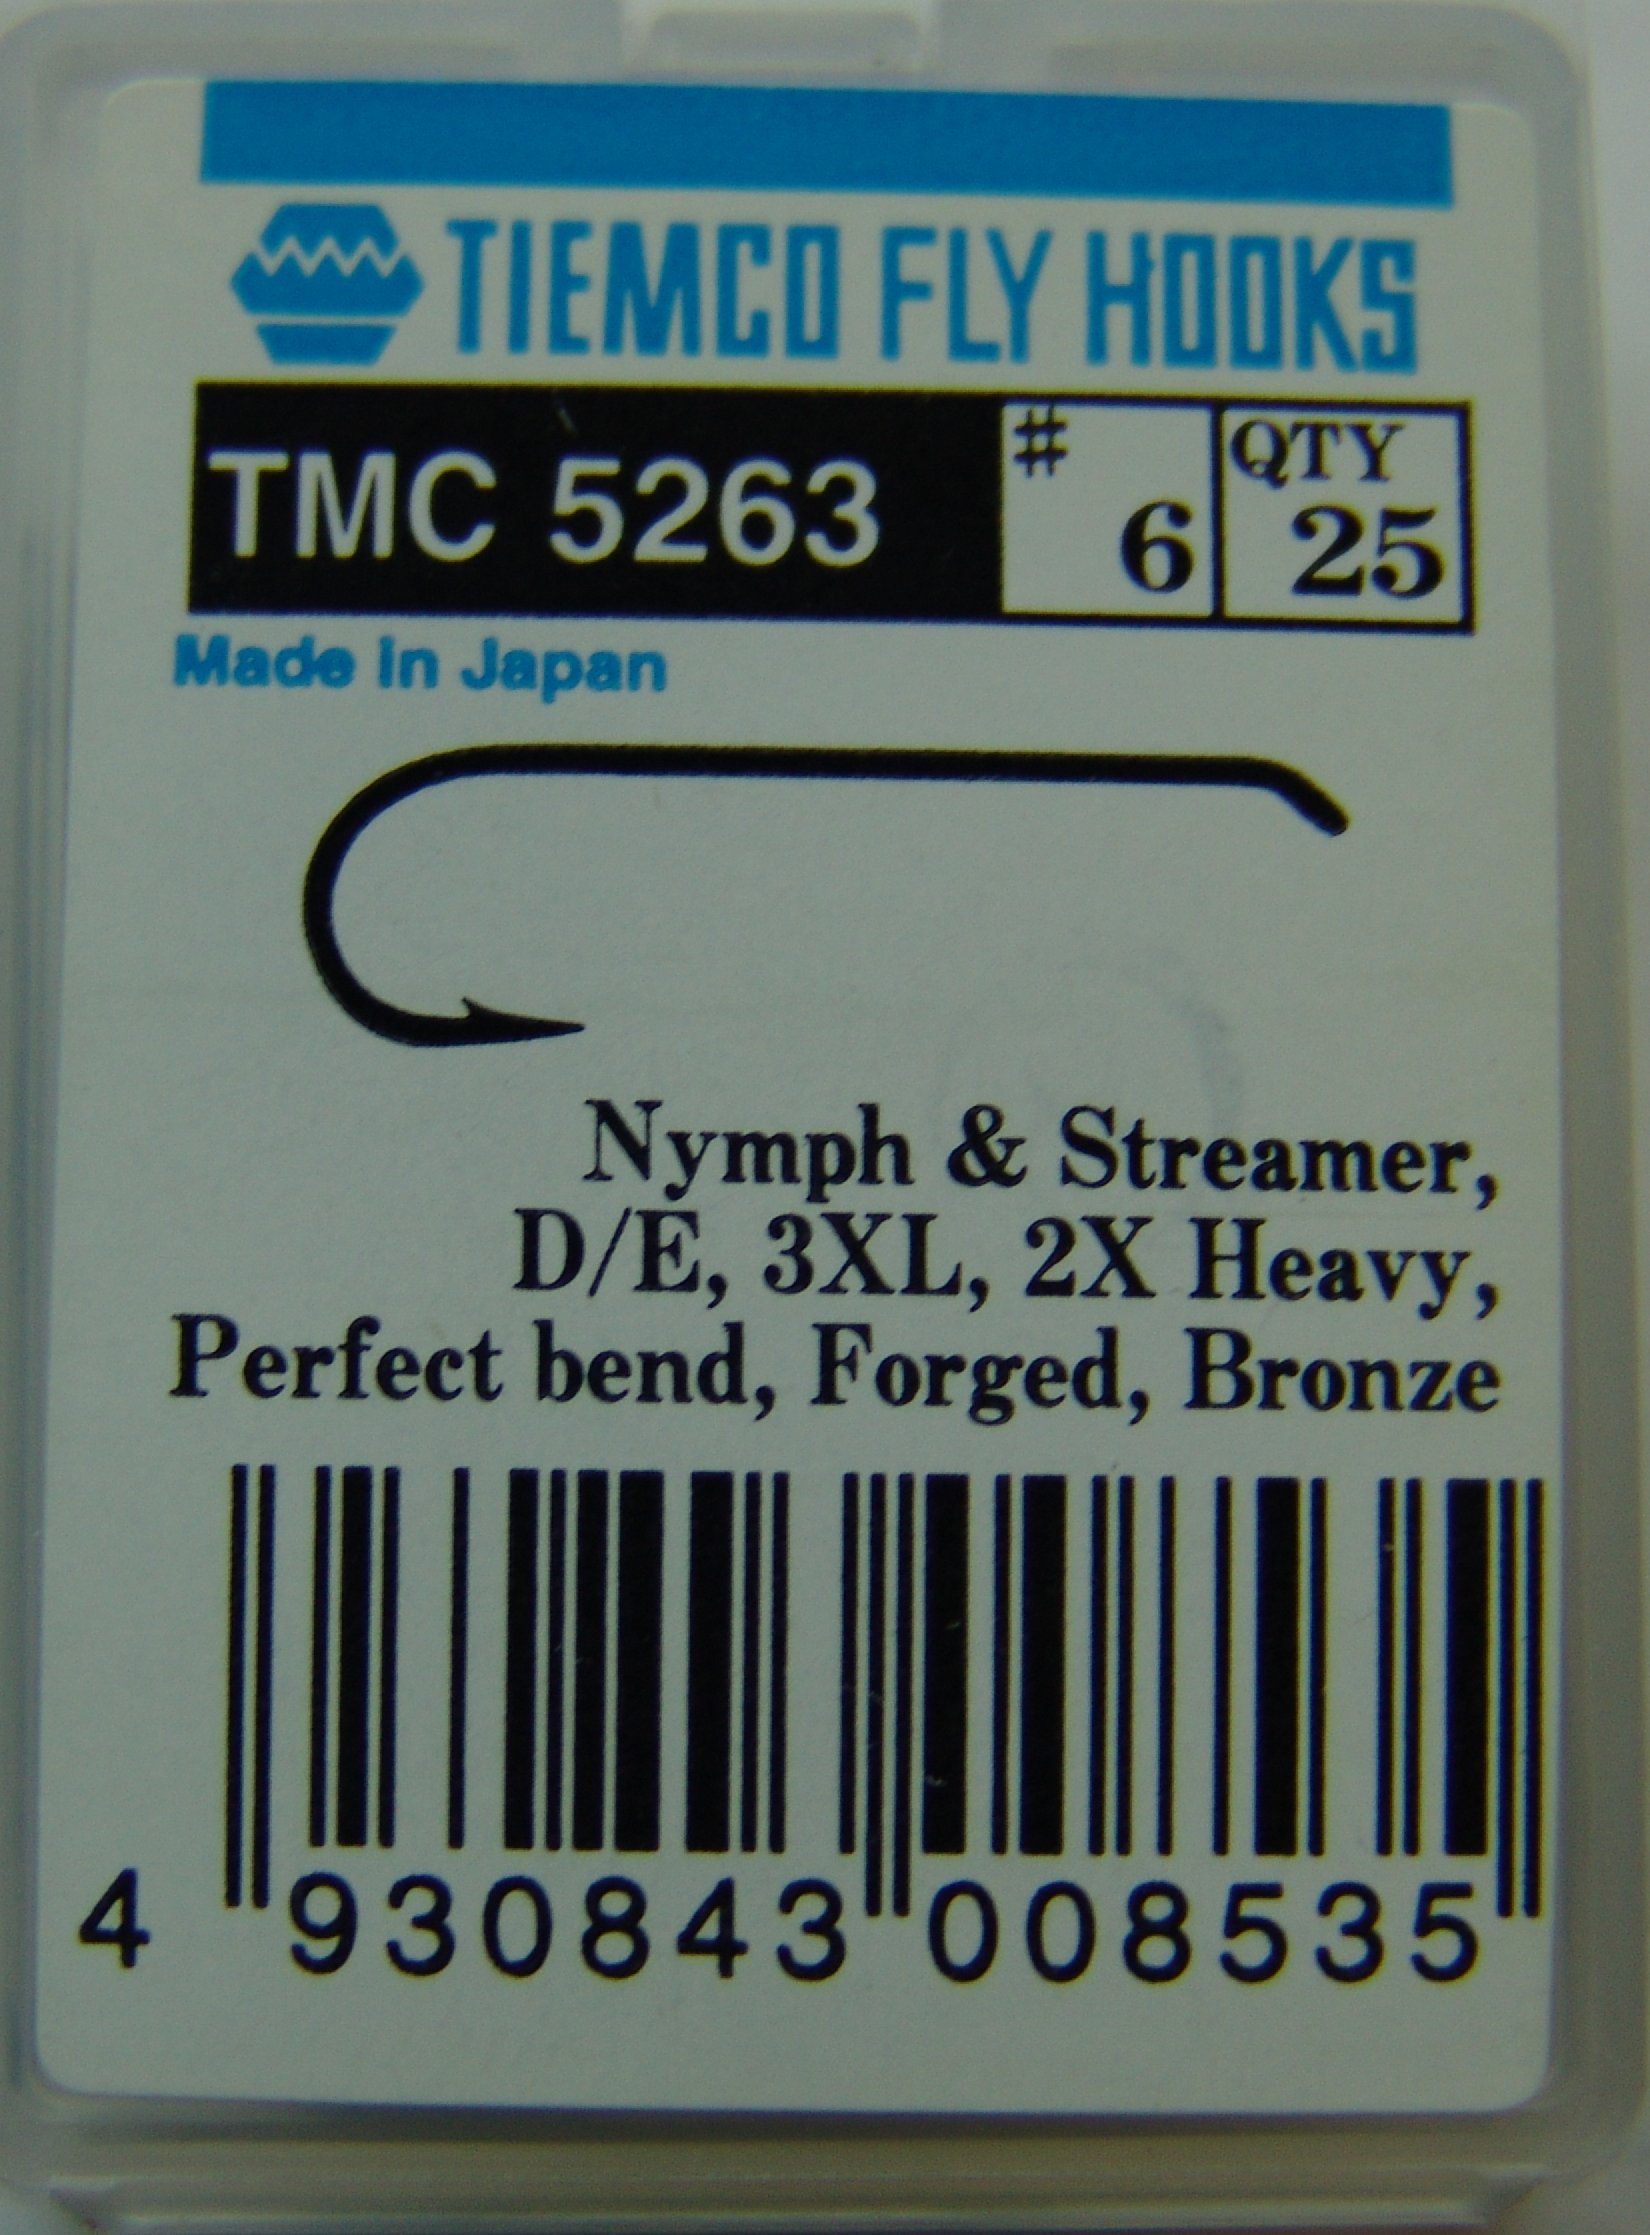 TIEMCO FLY HOOKS
TMC 5263 # 6 QTY 25
Made in Japan
Nymph & Streamer,
D/E, 3XL, 2X Heavy,
Perfect bend, Forged, Bronze
4 930843 008535